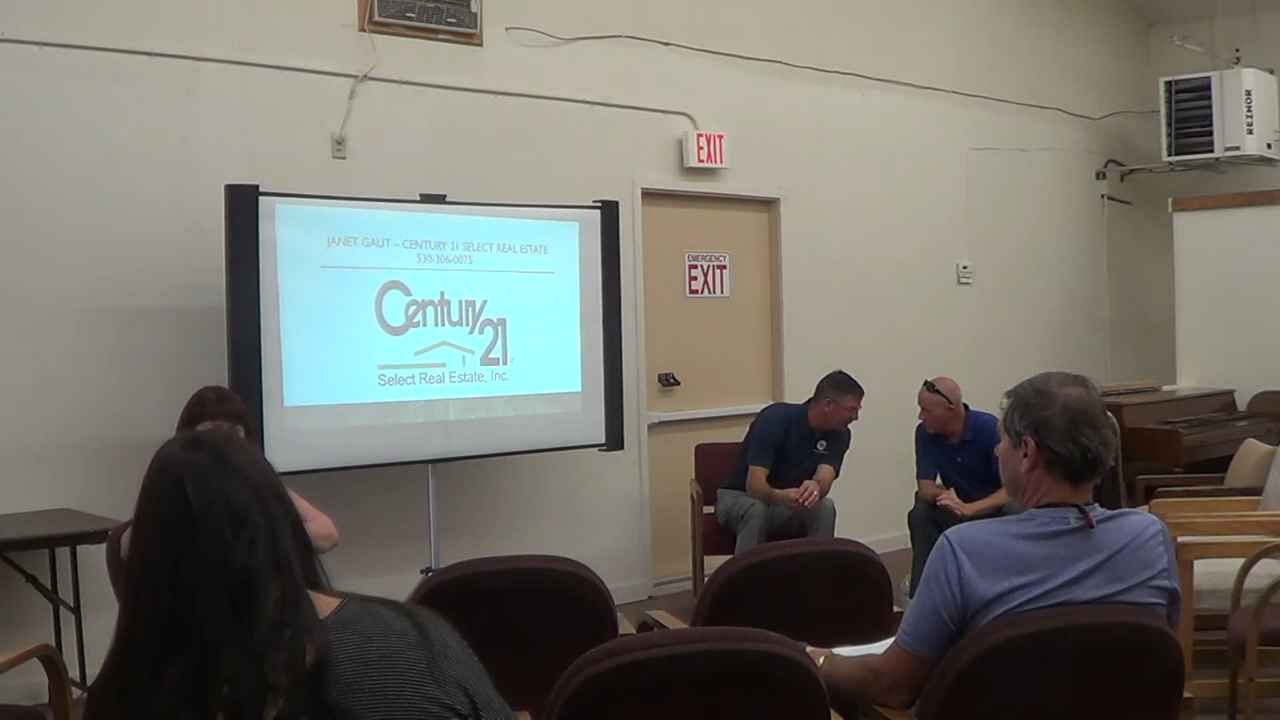 EXIT
REZNOR
JANET GAUT – CENTURY 21 SELECT REAL ESTATE
530-306-0075
Century
21
Select Real Estate, Inc.
EMERGENCY
EXIT